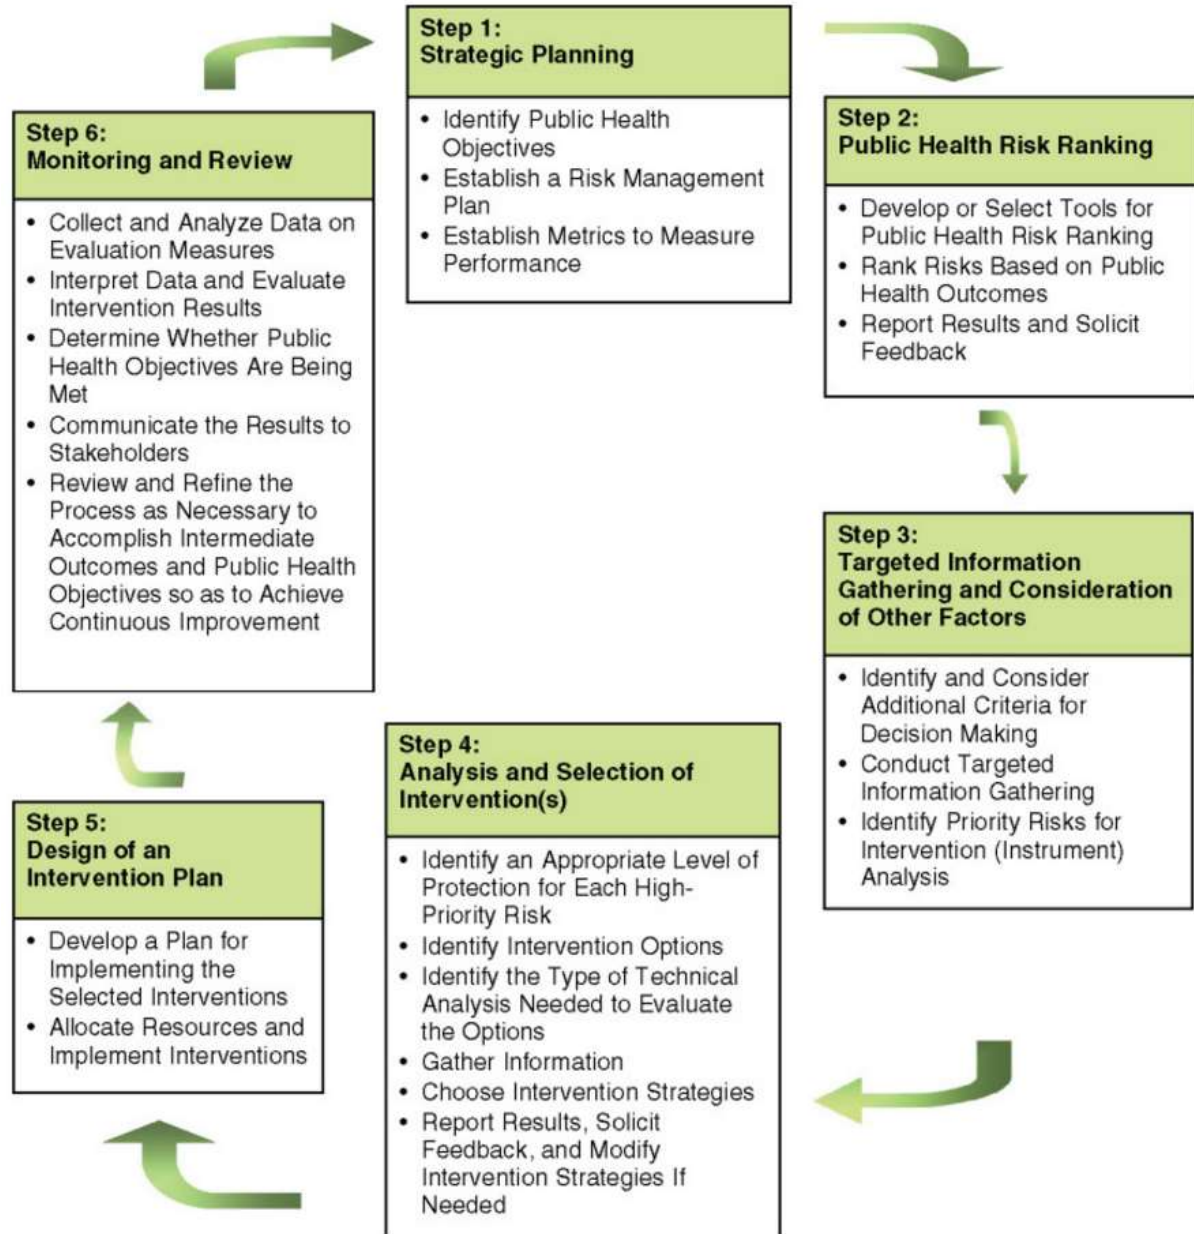 Step 1:
Strategic Planning
• Identify Public Health
Objectives
• Establish a Risk Management
Plan
• Establish Metrics to Measure
Performance
Step 2:
Public Health Risk Ranking
• Develop or Select Tools for
Public Health Risk Ranking
• Rank Risks Based on Public
Health Outcomes
• Report Results and Solicit
Feedback
Step 3:
Targeted Information
Gathering and Consideration
of Other Factors
• Identify and Consider
Additional Criteria for
Decision Making
• Conduct Targeted
Information Gathering
• Identify Priority Risks for
Intervention (Instrument)
Analysis
Step 4:
Analysis and Selection of
Intervention(s)
• Identify an Appropriate Level of
Protection for Each High-
Priority Risk
• Identify Intervention Options
• Identify the Type of Technical
Analysis Needed to Evaluate
the Options
• Gather Information
• Choose Intervention Strategies
• Report Results, Solicit
Feedback, and Modify
Intervention Strategies If
Needed
Step 5:
Design of an
Intervention Plan
• Develop a Plan for
Implementing the
Selected Interventions
• Allocate Resources and
Implement Interventions
Step 6:
Monitoring and Review
• Collect and Analyze Data on
Evaluation Measures
• Interpret Data and Evaluate
Intervention Results
• Determine Whether Public
Health Objectives Are Being
Met
• Communicate the Results to
Stakeholders
• Review and Refine the
Process as Necessary to
Accomplish Intermediate
Outcomes and Public Health
Objectives so as to Achieve
Continuous Improvement